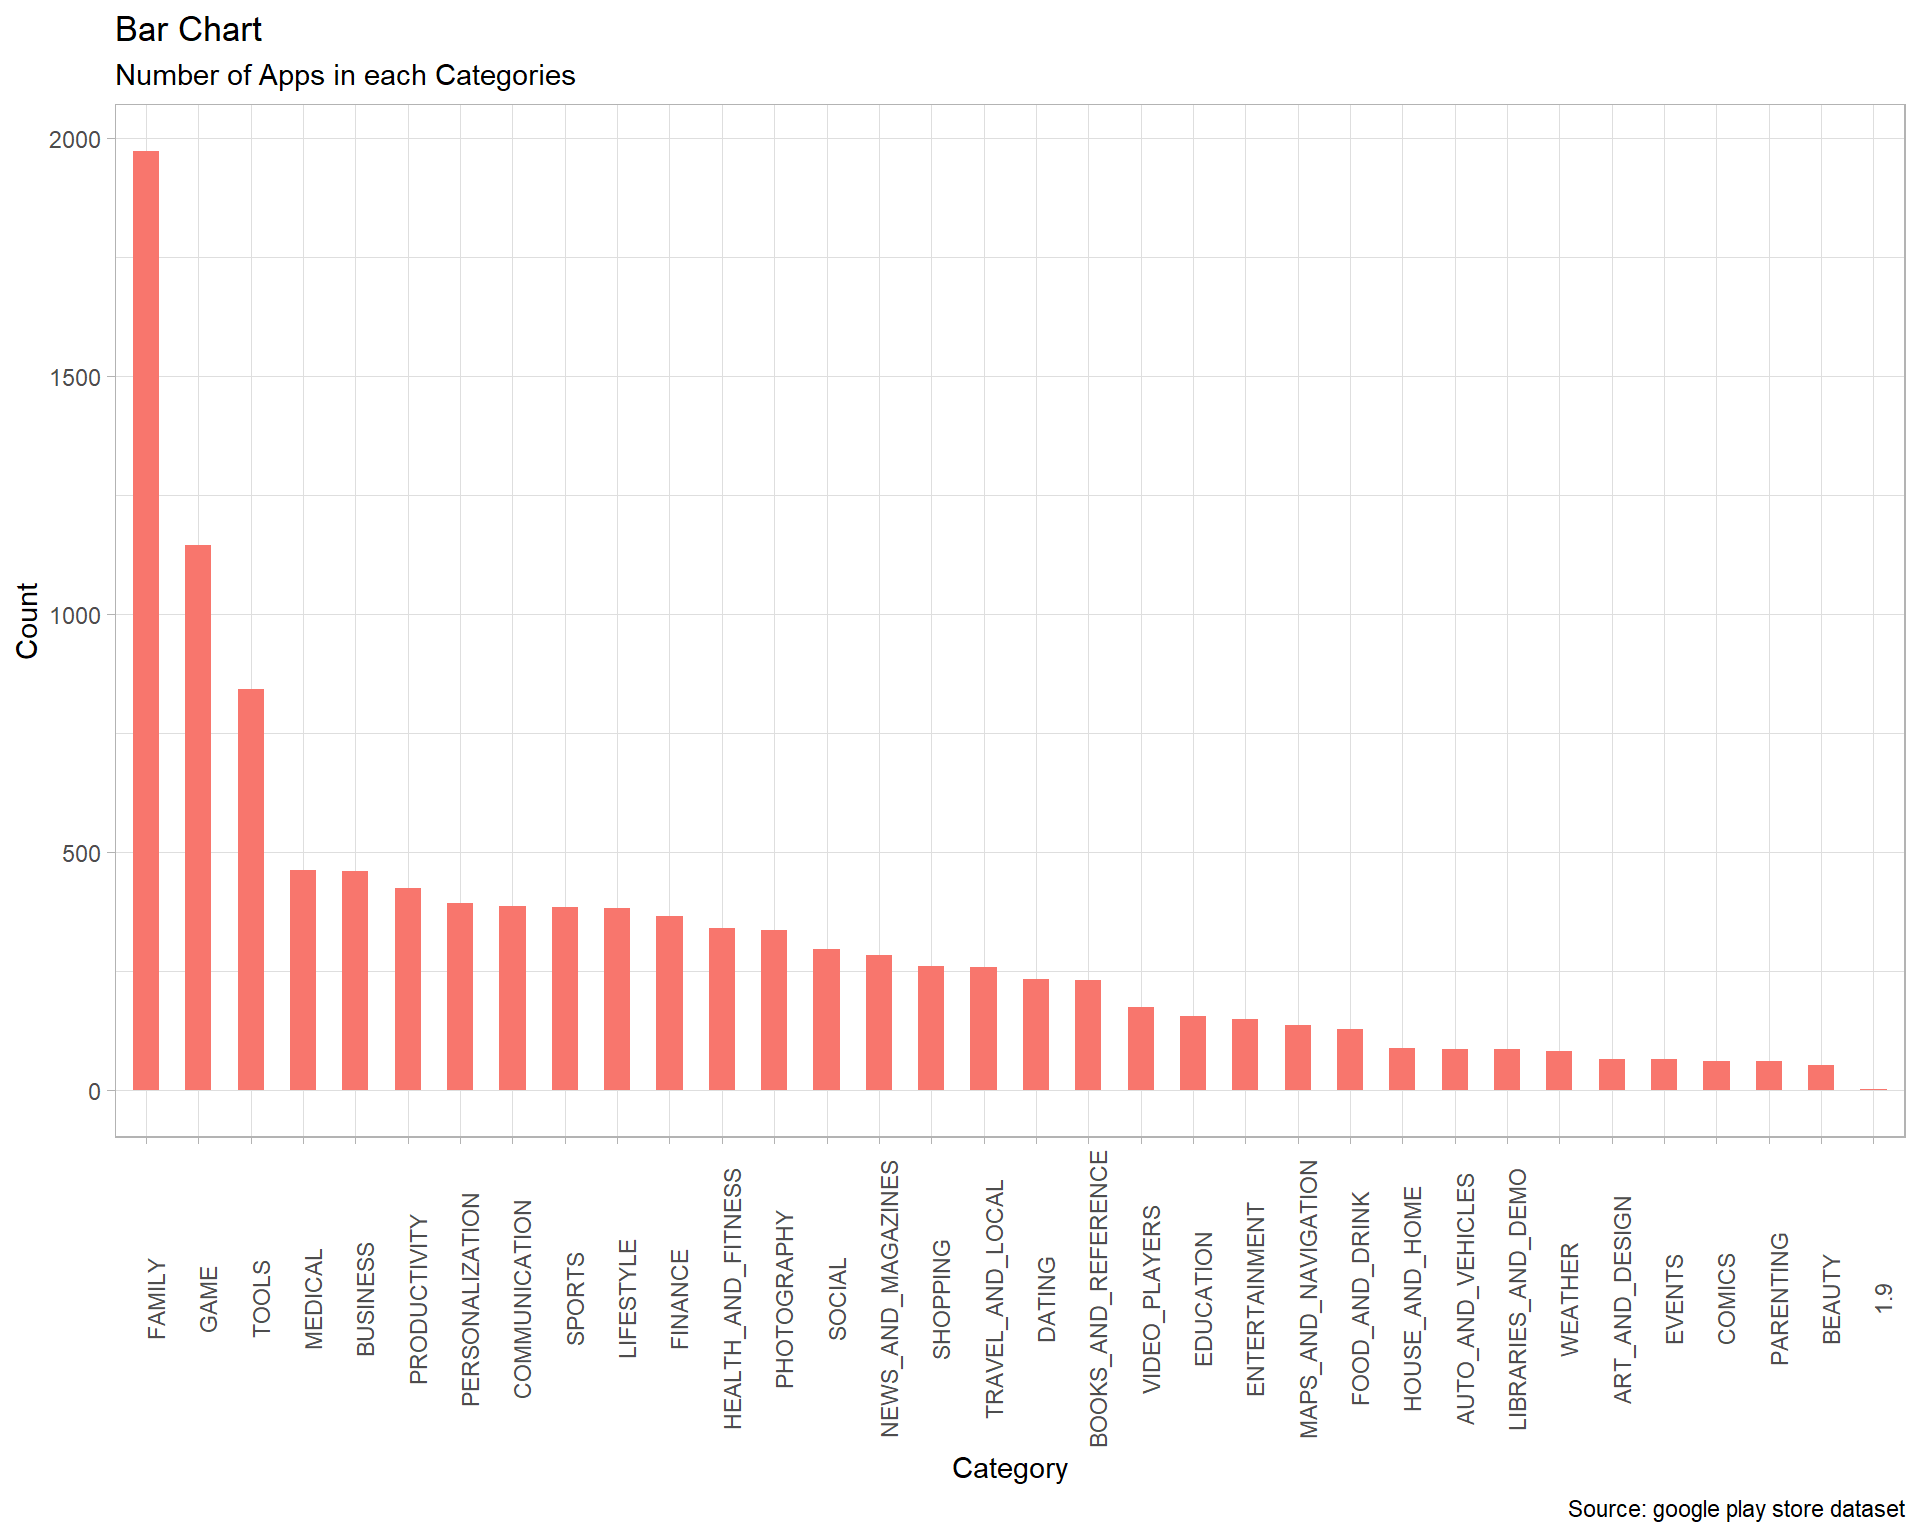 Bar Chart
Number of Apps in each Categories
2000
1500
1000
500
0
Count
FAMILY
GAME
TOOLS
MEDICAL
BUSINESS
PRODUCTIVITY
PERSONALIZATION
COMMUNICATION
SPORTS
LIFESTYLE
FINANCE
HEALTH_AND_FITNESS
PHOTOGRAPHY
SOCIAL
NEWS_AND_MAGAZINES
SHOPPING
TRAVEL_AND_LOCAL
DATING
BOOKS_AND_REFERENCE
VIDEO_PLAYERS
EDUCATION
ENTERTAINMENT
MAPS_AND_NAVIGATION
FOOD_AND_DRINK
HOUSE_AND_HOME
AUTO_AND_VEHICLES
LIBRARIES_AND_DEMO
WEATHER
ART_AND_DESIGN
EVENTS
COMICS
PARENTING
BEAUTY
1.9
Category
Source: google play store dataset